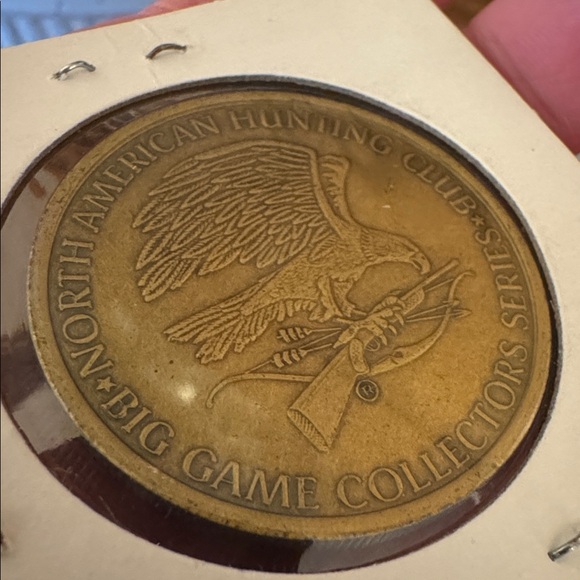 NORTH AMERICAN HUNTING CLUB
★BIG GAME COLLECTORS SERIES★